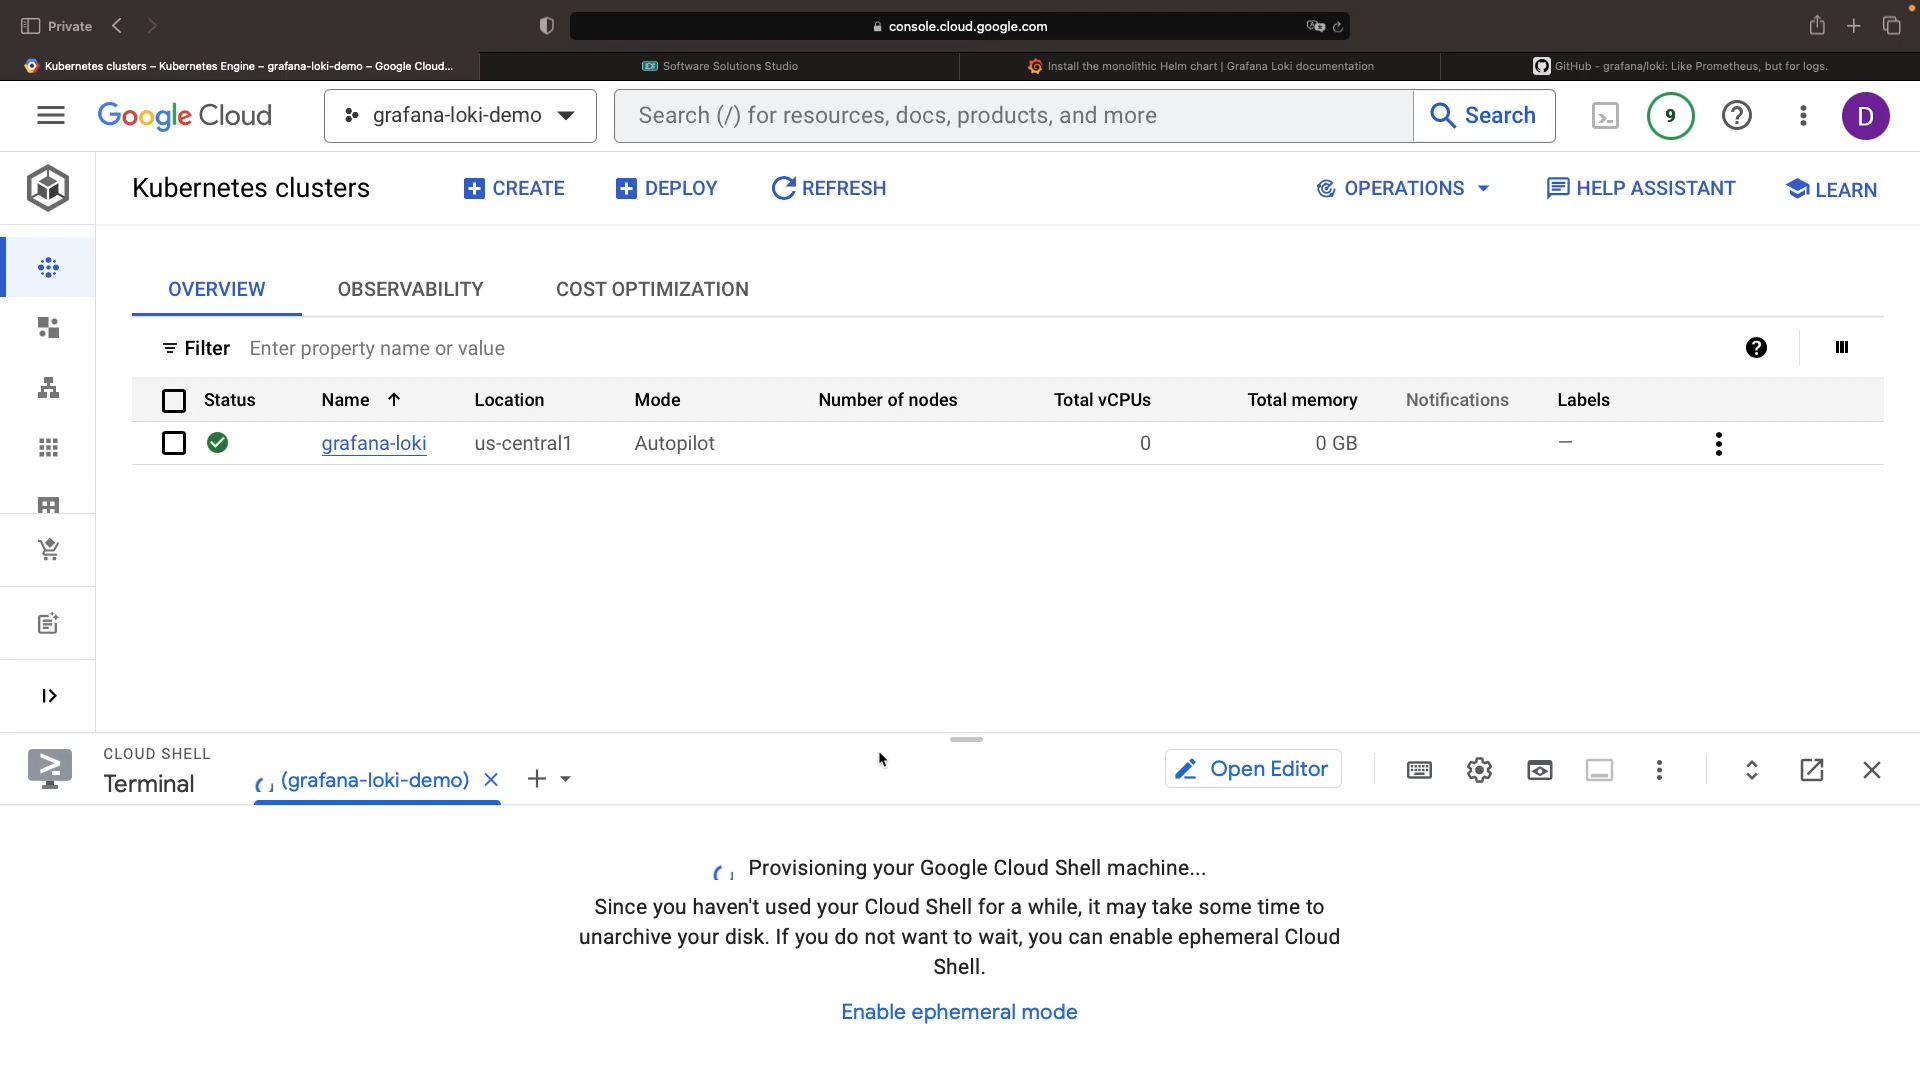 Private
console.cloud.google.com
Kubernetes clusters – Kubernetes Engine – grafana-loki-demo – Google Cloud...
Software Solutions Studio
Install the monolithic Helm chart | Grafana Loki documentation
GitHub - grafana/loki: Like Prometheus, but for logs.
Google Cloud
grafana-loki-demo
Search (/) for resources, docs, products, and more
Search
9
D
Kubernetes clusters
CREATE
DEPLOY
REFRESH
OPERATIONS
HELP ASSISTANT
LEARN
OVERVIEW
OBSERVABILITY
COST OPTIMIZATION
Filter Enter property name or value
Status Name Location Mode Number of nodes Total vCPUs Total memory Notifications Labels
grafana-loki us-central1 Autopilot 0 0 GB –
CLOUD SHELL
Terminal
(grafana-loki-demo)
Open Editor
Provisioning your Google Cloud Shell machine...
Since you haven't used your Cloud Shell for a while, it may take some time to
unarchive your disk. If you do not want to wait, you can enable ephemeral Cloud
Shell.
Enable ephemeral mode